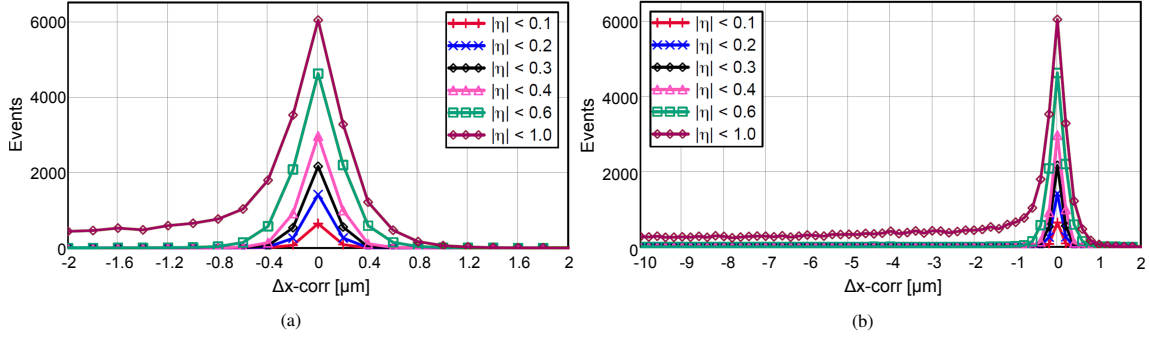 6000
4000
2000
0
Events
-2 -1.6 -1.2 -0.8 -0.4 0 0.4 0.8 1.2 1.6 2
Δx-corr [µm]
|η| < 0.1
|η| < 0.2
|η| < 0.3
|η| < 0.4
|η| < 0.6
|η| < 1.0
(a)
6000
4000
2000
0
Events
-10 -9 -8 -7 -6 -5 -4 -3 -2 -1 0 1 2
Δx-corr [µm]
|η| < 0.1
|η| < 0.2
|η| < 0.3
|η| < 0.4
|η| < 0.6
|η| < 1.0
(b)